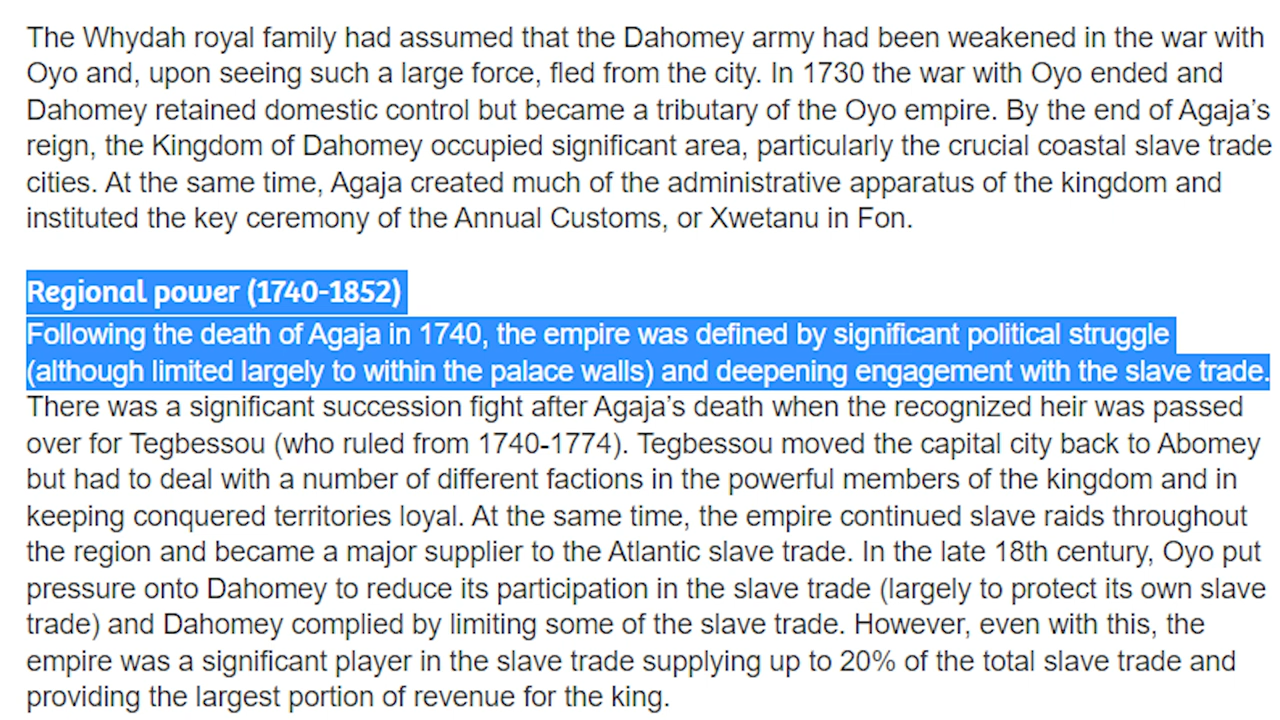 The Whydah royal family had assumed that the Dahomey army had been weakened in the war with
Oyo and, upon seeing such a large force, fled from the city. In 1730 the war with Oyo ended and
Dahomey retained domestic control but became a tributary of the Oyo empire. By the end of Agaja’s
reign, the Kingdom of Dahomey occupied significant area, particularly the crucial coastal slave trade
cities. At the same time, Agaja created much of the administrative apparatus of the kingdom and
instituted the key ceremony of the Annual Customs, or Xwetanu in Fon.
Regional power (1740-1852)
Following the death of Agaja in 1740, the empire was defined by significant political struggle
(although limited largely to within the palace walls) and deepening engagement with the slave trade.
There was a significant succession fight after Agaja’s death when the recognized heir was passed
over for Tegbessou (who ruled from 1740-1774). Tegbessou moved the capital city back to Abomey
but had to deal with a number of different factions in the powerful members of the kingdom and in
keeping conquered territories loyal. At the same time, the empire continued slave raids throughout
the region and became a major supplier to the Atlantic slave trade. In the late 18th century, Oyo put
pressure onto Dahomey to reduce its participation in the slave trade (largely to protect its own slave
trade) and Dahomey complied by limiting some of the slave trade. However, even with this, the
empire was a significant player in the slave trade supplying up to 20% of the total slave trade and
providing the largest portion of revenue for the king.